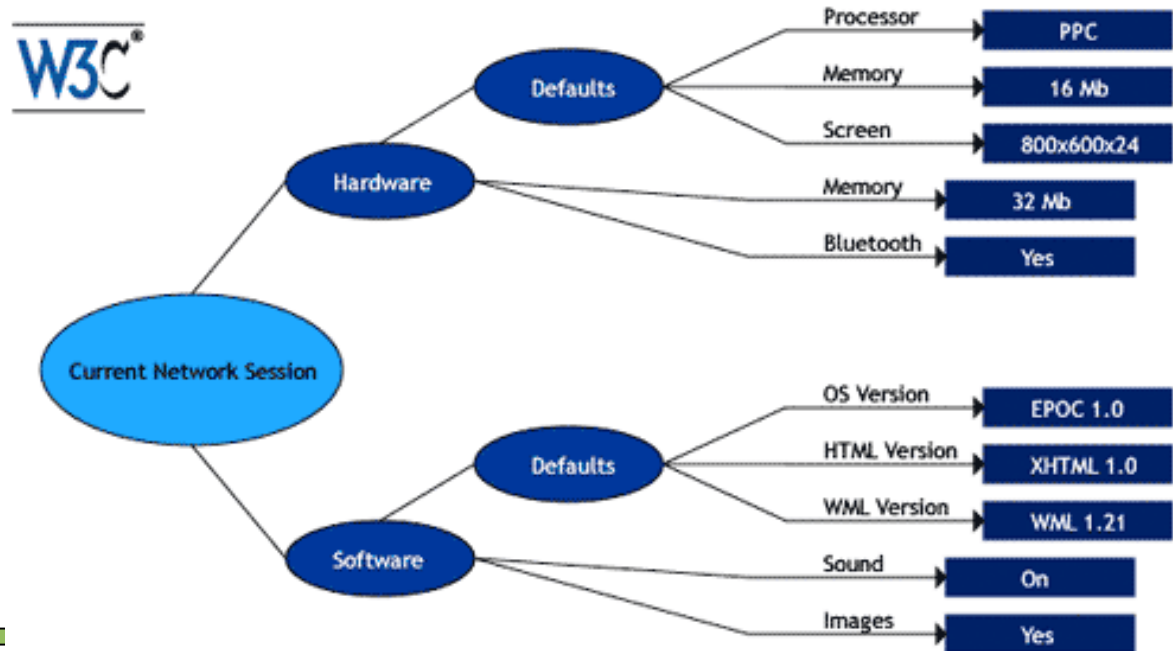 W3C®
Processor
PPC
Defaults
Memory
16 Mb
Screen
800x600x24
Hardware
Memory
32 Mb
Bluetooth
Yes
Current Network Session
OS Version
EPOC 1.0
Defaults
HTML Version
XHTML 1.0
WML Version
WML 1.21
Software
Sound
On
Images
Yes